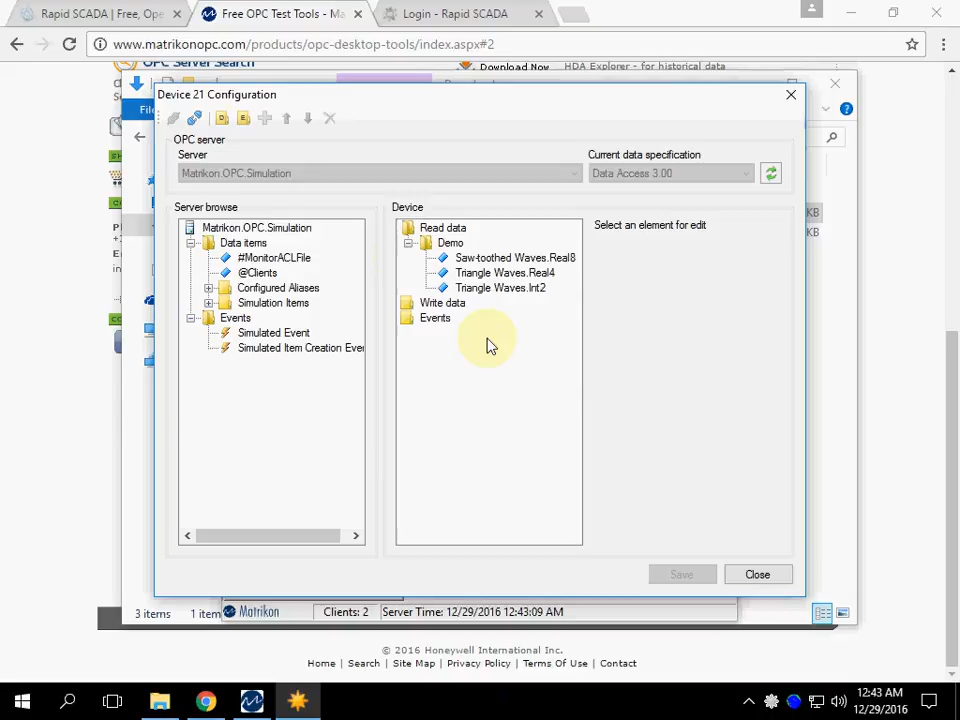 Rapid SCADA | Free, Ope
Free OPC Test Tools - Ma
Login - Rapid SCADA
www.matrikonopc.com/products/opc-desktop-tools/index.aspx#2
OPC Server Search
Download Now
HDA Explorer - for historical data
File
Device 21 Configuration
OPC server
Server
Current data specification
Matrikon.OPC.Simulation
Data Access 3.00
Server browse
Device
Matrikon.OPC.Simulation
Data items
#MonitorACLFile
@Clients
Configured Aliases
Simulation Items
Events
Simulated Event
Simulated Item Creation Ever
Read data
Demo
Saw-toothed Waves.Real8
Triangle Waves.Real4
Triangle Waves.Int2
Write data
Events
Select an element for edit
KB
KB
Save
Close
3 items
1 item
Matrikon
Clients: 2
Server Time: 12/29/2016 12:43:09 AM
© 2016 Honeywell International Inc.
Home | Search | Site Map | Privacy Policy | Terms Of Use | Contact
12:43 AM
12/29/2016